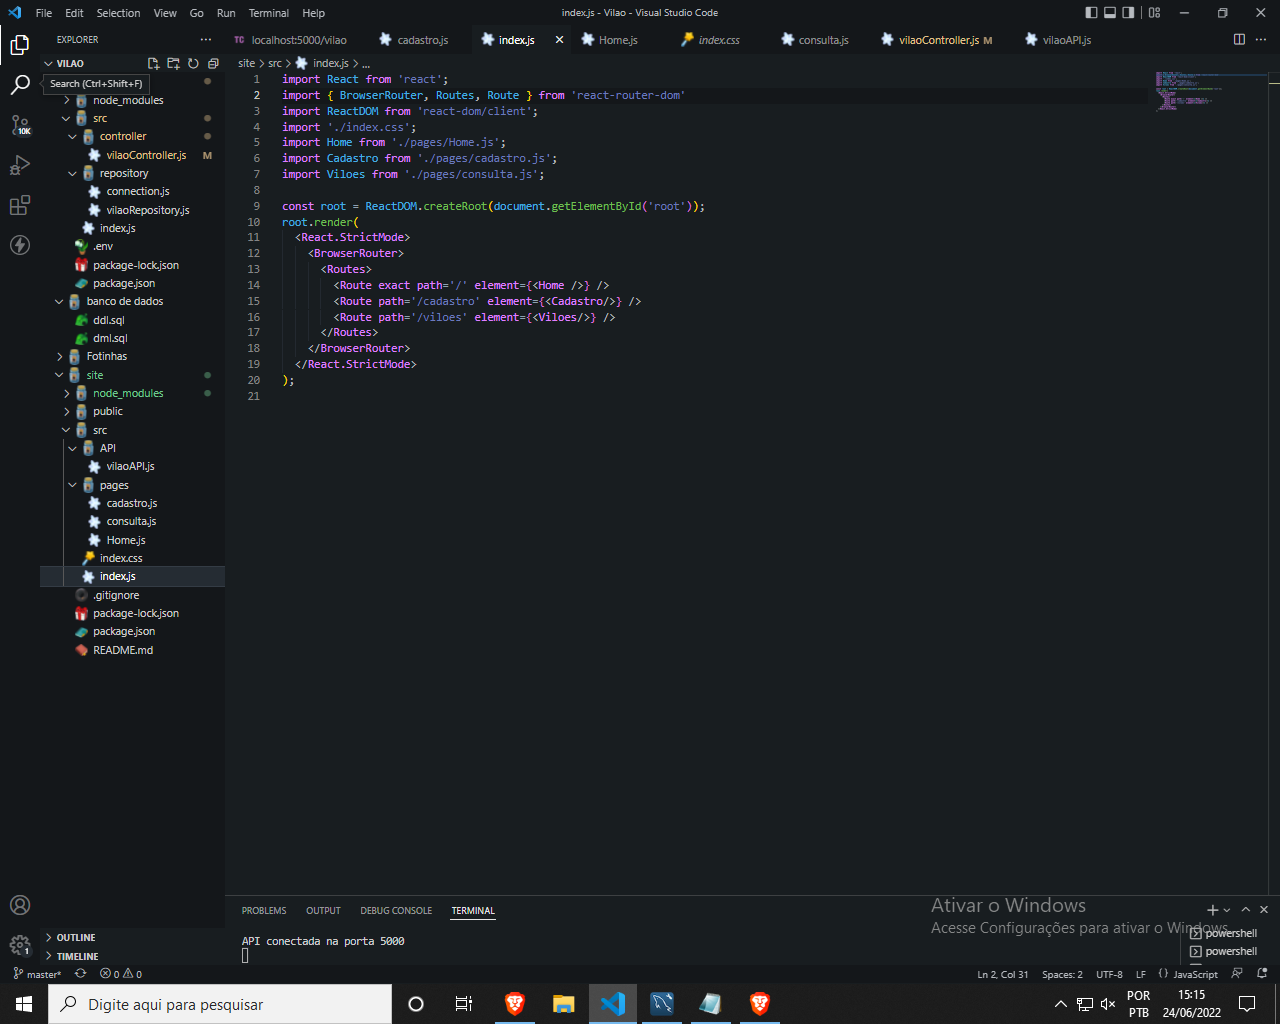 File Edit Selection View Go Run Terminal Help
index.js - Vilao - Visual Studio Code
EXPLORER
VILAO
Search (Ctrl+Shift+F)
node_modules
src
controller
vilaoController.js M
repository
connection.js
vilaoRepository.js
index.js
.env
package-lock.json
package.json
banco de dados
ddl.sql
dml.sql
Fotinhas
site
node_modules
public
src
API
vilaoAPI.js
pages
cadastro.js
consulta.js
Home.js
index.css
index.js
.gitignore
package-lock.json
package.json
README.md
OUTLINE
TIMELINE
10K
1
TC localhost:5000/vilao cadastro.js index.js Home.js index.css consulta.js vilaoController.js M vilaoAPI.js
site > src > index.js > ...
1 import React from 'react';
2 import { BrowserRouter, Routes, Route } from 'react-router-dom'
3 import ReactDOM from 'react-dom/client';
4 import './index.css';
5 import Home from './pages/Home.js';
6 import Cadastro from './pages/cadastro.js';
7 import Viloes from './pages/consulta.js';
8
9 const root = ReactDOM.createRoot(document.getElementById('root'));
10 root.render(
11 <React.StrictMode>
12 <BrowserRouter>
13 <Routes>
14 <Route exact path='/' element={<Home />} />
15 <Route path='/cadastro' element={<Cadastro/>} />
16 <Route path='/viloes' element={<Viloes/>} />
17 </Routes>
18 </BrowserRouter>
19 </React.StrictMode>
20 );
21
PROBLEMS OUTPUT DEBUG CONSOLE TERMINAL
API conectada na porta 5000
powershell
powershell
Ativar o Windows
Acesse Configurações para ativar o Windows.
master* 0 0
Ln 2, Col 31 Spaces: 2 UTF-8 LF {} JavaScript
Digite aqui para pesquisar
POR
PTB
15:15
24/06/2022